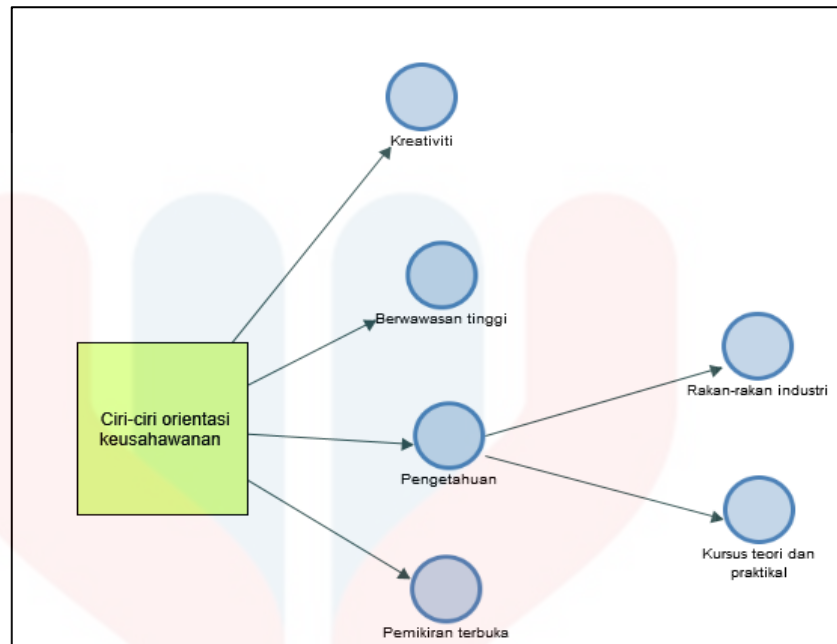 Kreativiti
Berwawasan tinggi
Ciri-ciri orientasi
keusahawanan
Rakan-rakan industri
Pengetahuan
Kursus teori dan
praktikal
Pemikiran terbuka